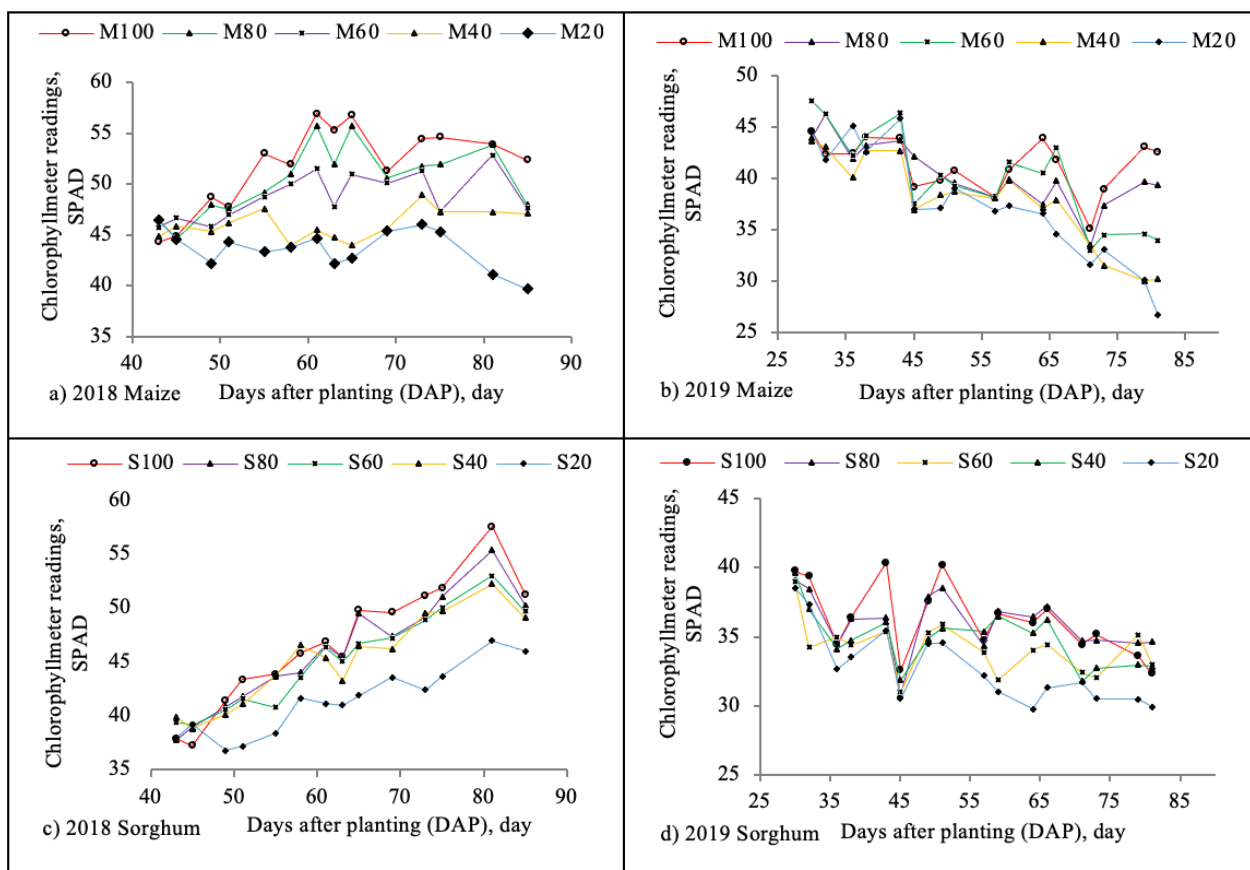 M100 M80 M60 M40 M20
Chlorophyllmeter readings,
SPAD
60
55
50
45
40
35
40 50 60 70 80 90
a) 2018 Maize Days after planting (DAP), day
M100 M80 M60 M40 M20
Chlorophyllmeter readings,
SPAD
50
45
40
35
30
25
25 35 45 55 65 75 85
b) 2019 Maize Days after planting (DAP), day
S100 S80 S60 S40 S20
Chlorophyllmeter readings,
SPAD
60
55
50
45
40
35
40 50 60 70 80 90
c) 2018 Sorghum Days after planting (DAP), day
S100 S80 S60 S40 S20
Chlorophyllmeter readings,
SPAD
45
40
35
30
25
25 35 45 55 65 75 85
d) 2019 Sorghum Days after planting (DAP), day